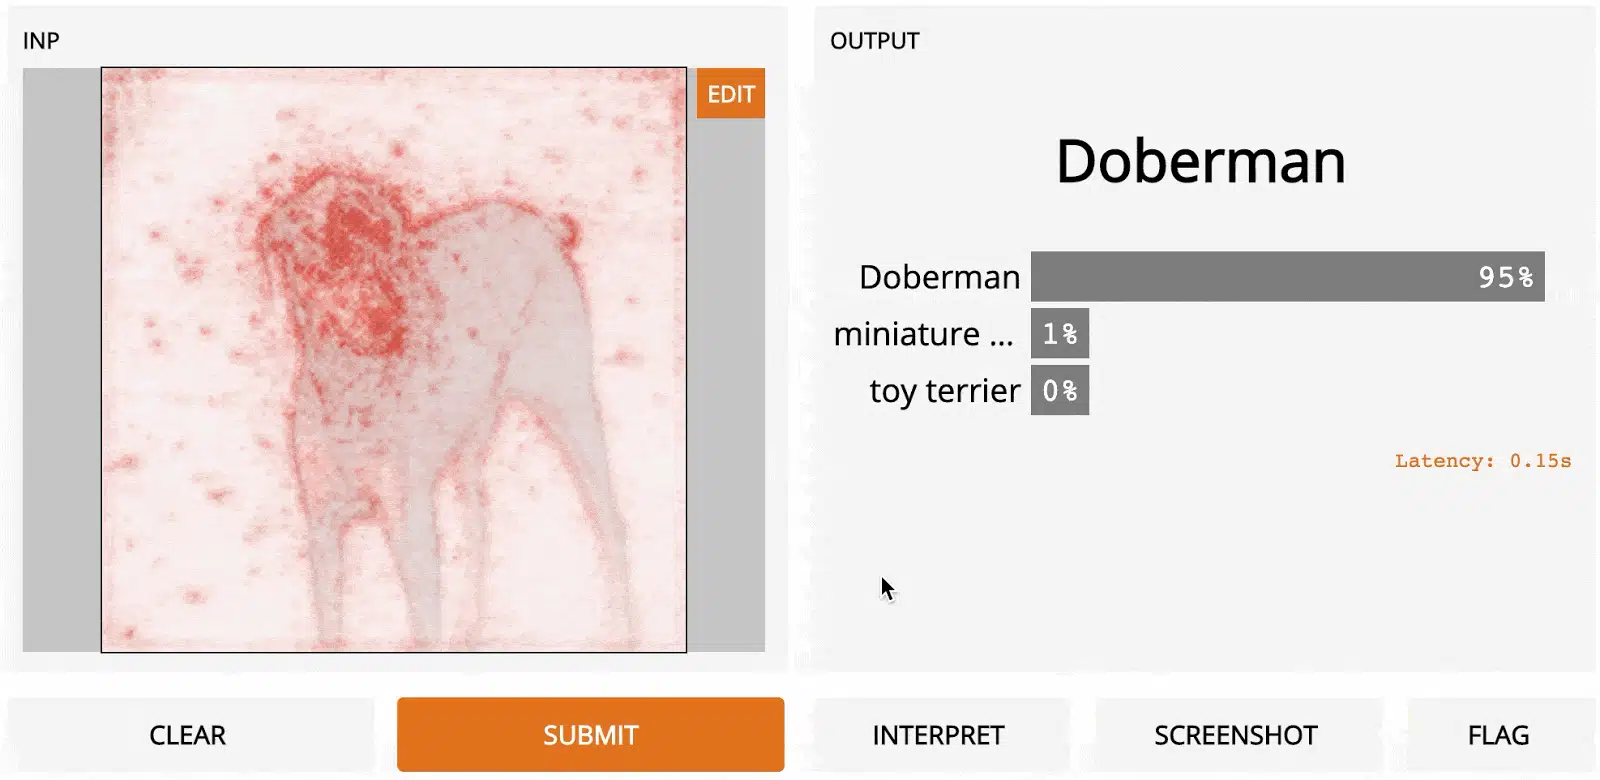 INP
EDIT
OUTPUT
Doberman
Doberman 95%
miniature ... 1%
toy terrier 0%
Latency: 0.15s
CLEAR
SUBMIT
INTERPRET
SCREENSHOT
FLAG